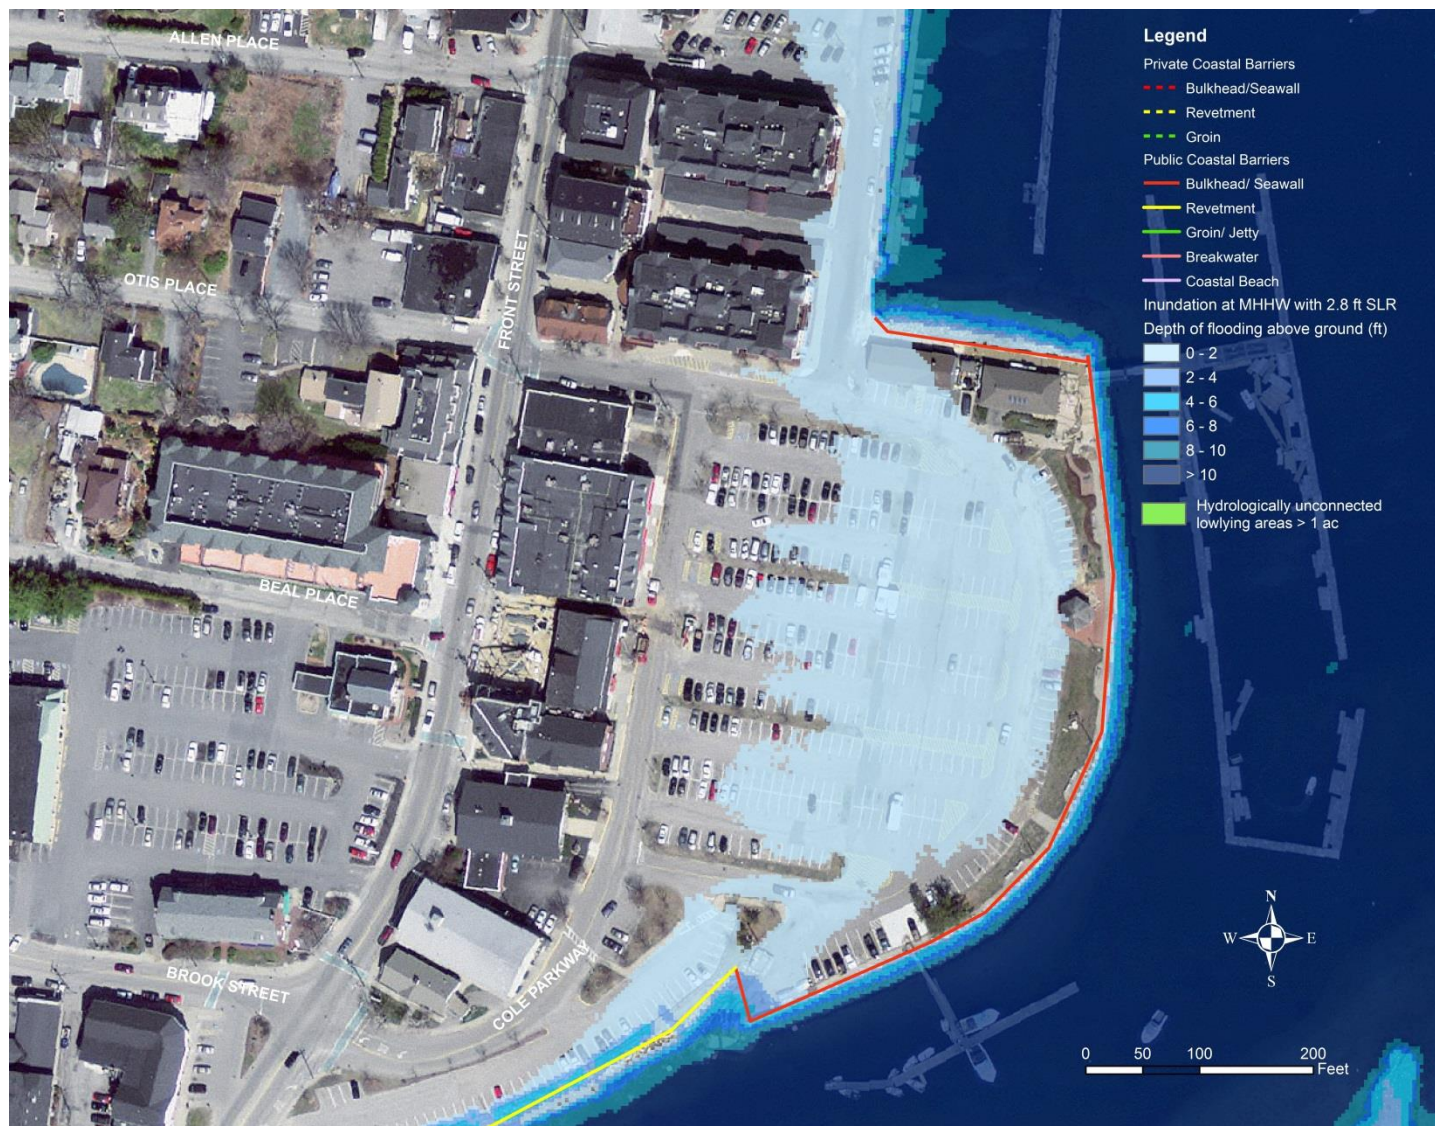 ALLEN PLACE
OTIS PLACE
FRONT STREET
BEAL PLACE
BROOK STREET
COLE PARKWAY
Legend
Private Coastal Barriers
Bulkhead/Seawall
Revetment
Groin
Public Coastal Barriers
Bulkhead/ Seawall
Revetment
Groin/ Jetty
Breakwater
Coastal Beach
Inundation at MHHW with 2.8 ft SLR
Depth of flooding above ground (ft)
0 - 2
2 - 4
4 - 6
6 - 8
8 - 10
> 10
Hydrologically unconnected
lowlying areas > 1 ac
N
W E
S
0 50 100 200
Feet